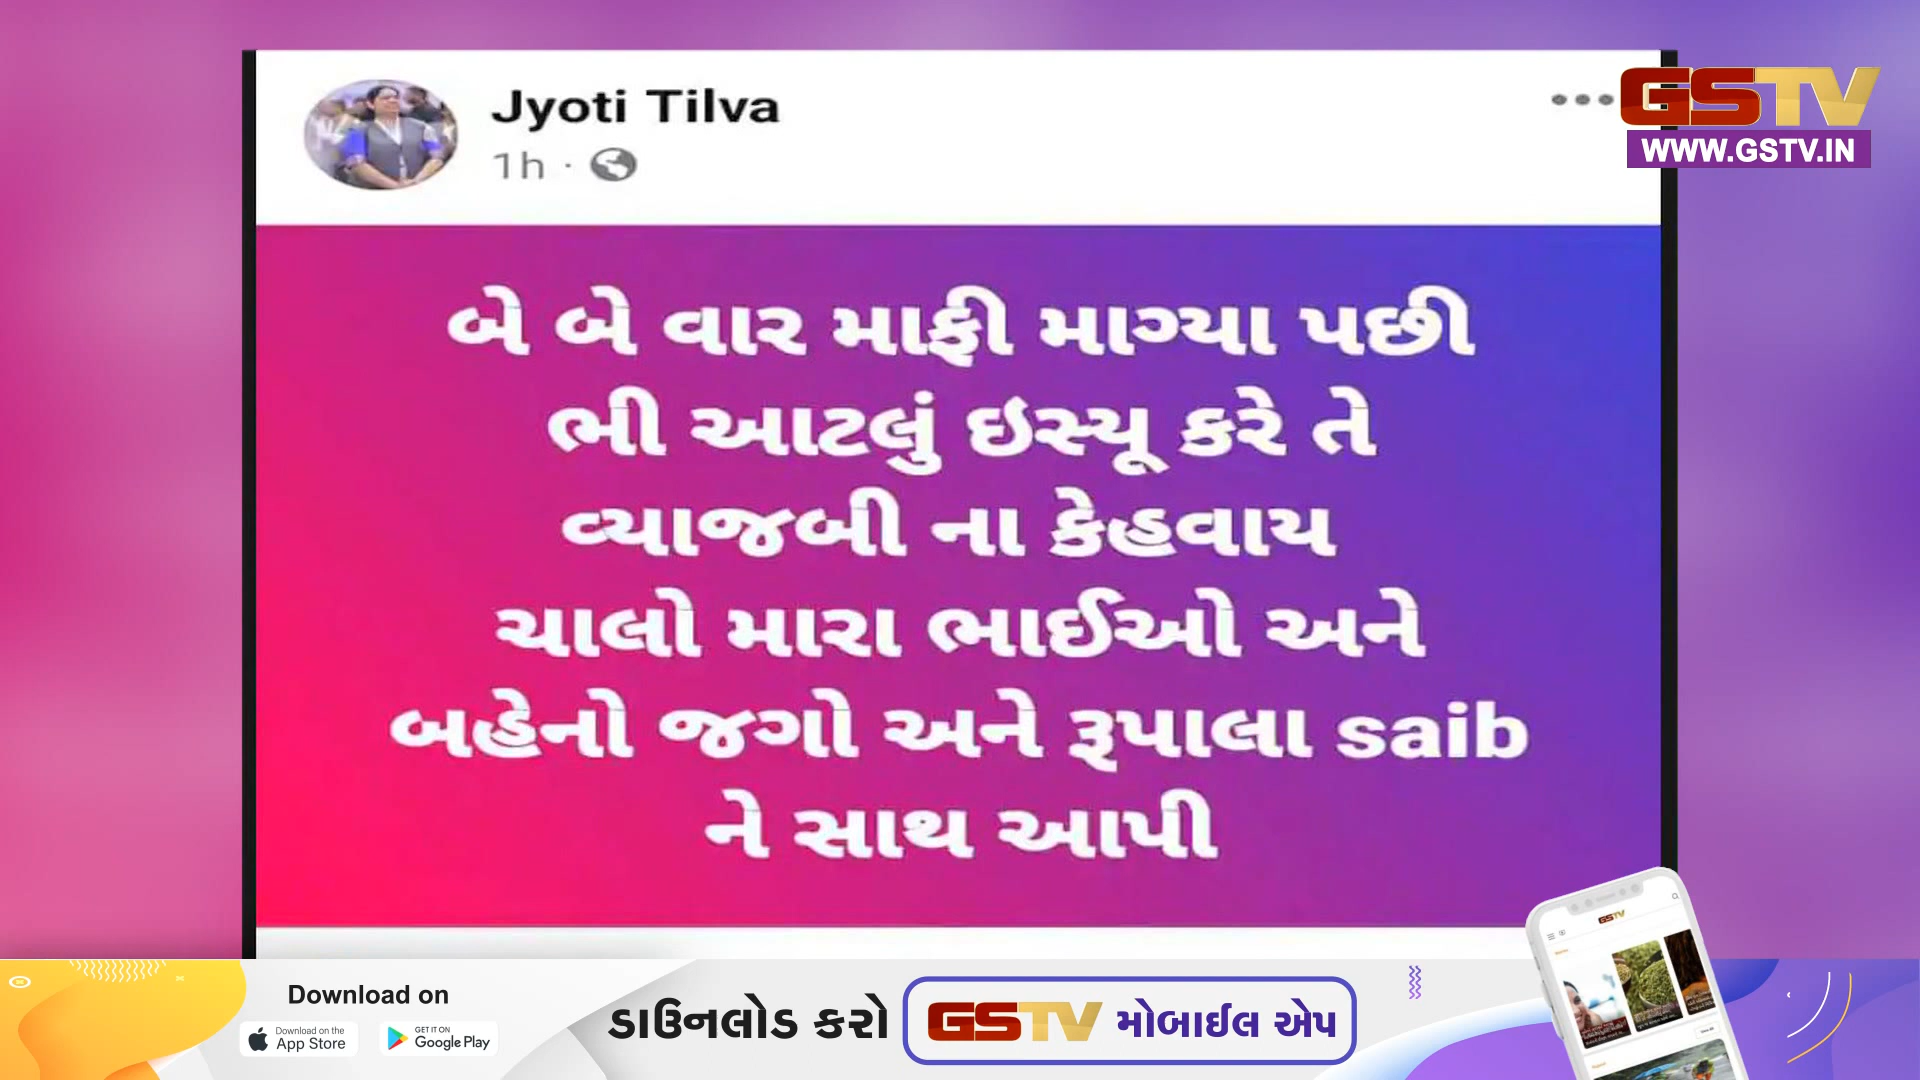 Jyoti Tilva
1h ·
GSTV
WWW.GSTV.IN
બે બે વાર માફી માગ્યા પછી
ભી આટલું ઇસ્યૂ કરે તે
વ્યાજબી ના કેહવાય
ચાલો મારા ભાઈઓ અને
બહેનો જગો અને રૂપાલા saib
ને સાથ આપી
Download on
Download on the
App Store
GET IT ON
Google Play
ડાઉનલોડ કરો GSTV મોબાઈલ એપ
GSTV